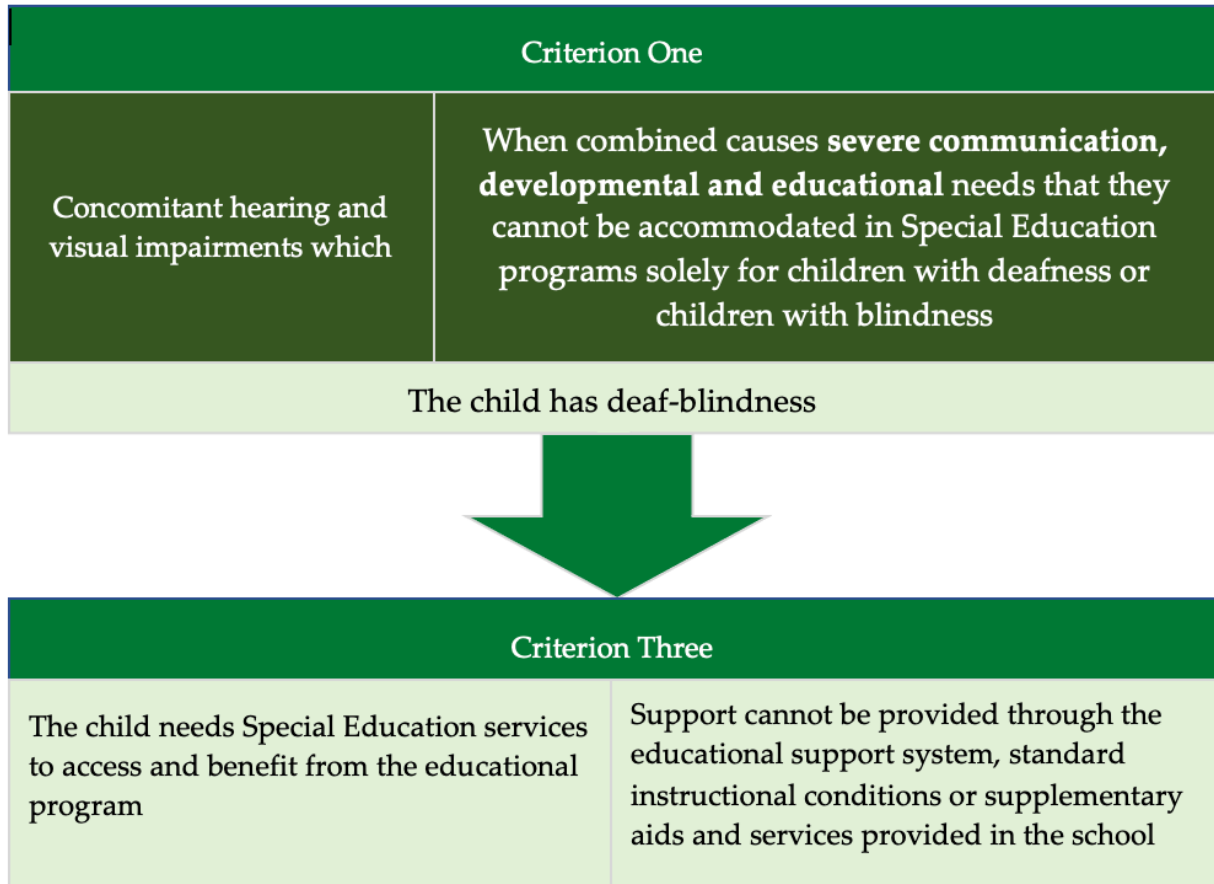 Criterion One
Concomitant hearing and
visual impairments which
When combined causes severe communication,
developmental and educational needs that they
cannot be accommodated in Special Education
programs solely for children with deafness or
children with blindness
The child has deaf-blindness
Criterion Three
The child needs Special Education services
to access and benefit from the educational
program
Support cannot be provided through the
educational support system, standard
instructional conditions or supplementary
aids and services provided in the school